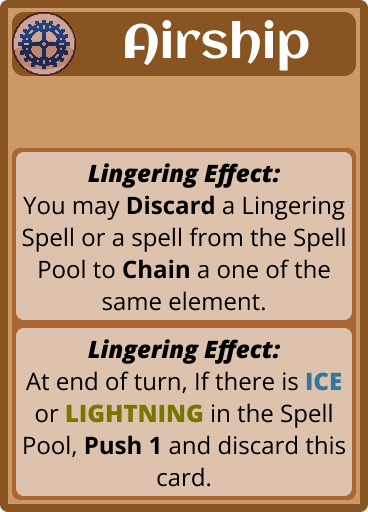 Airship
Lingering Effect:
You may Discard a Lingering
Spell or a spell from the Spell
Pool to Chain a one of the
same element.
Lingering Effect:
At end of turn, If there is ICE
or LIGHTNING in the Spell
Pool, Push 1 and discard this
card.